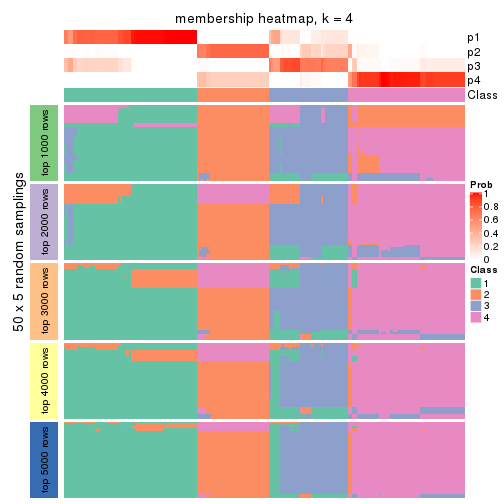 membership heatmap, k = 4
p1
p2
p3
p4
Class
50 x 5 random samplings
top 1000 rows
top 2000 rows
top 3000 rows
top 4000 rows
top 5000 rows
Prob
1
0.8
0.6
0.4
0.2
0
Class
1
2
3
4